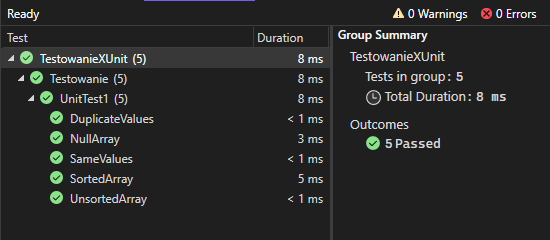 Ready
0 Warnings
0 Errors
Test
Duration
TestowanieXUnit (5)
8 ms
Testowanie (5)
8 ms
UnitTest1 (5)
8 ms
DuplicateValues
< 1 ms
NullArray
3 ms
SameValues
< 1 ms
SortedArray
5 ms
UnsortedArray
< 1 ms
Group Summary
TestowanieXUnit
Tests in group: 5
Total Duration: 8 ms
Outcomes
5 Passed